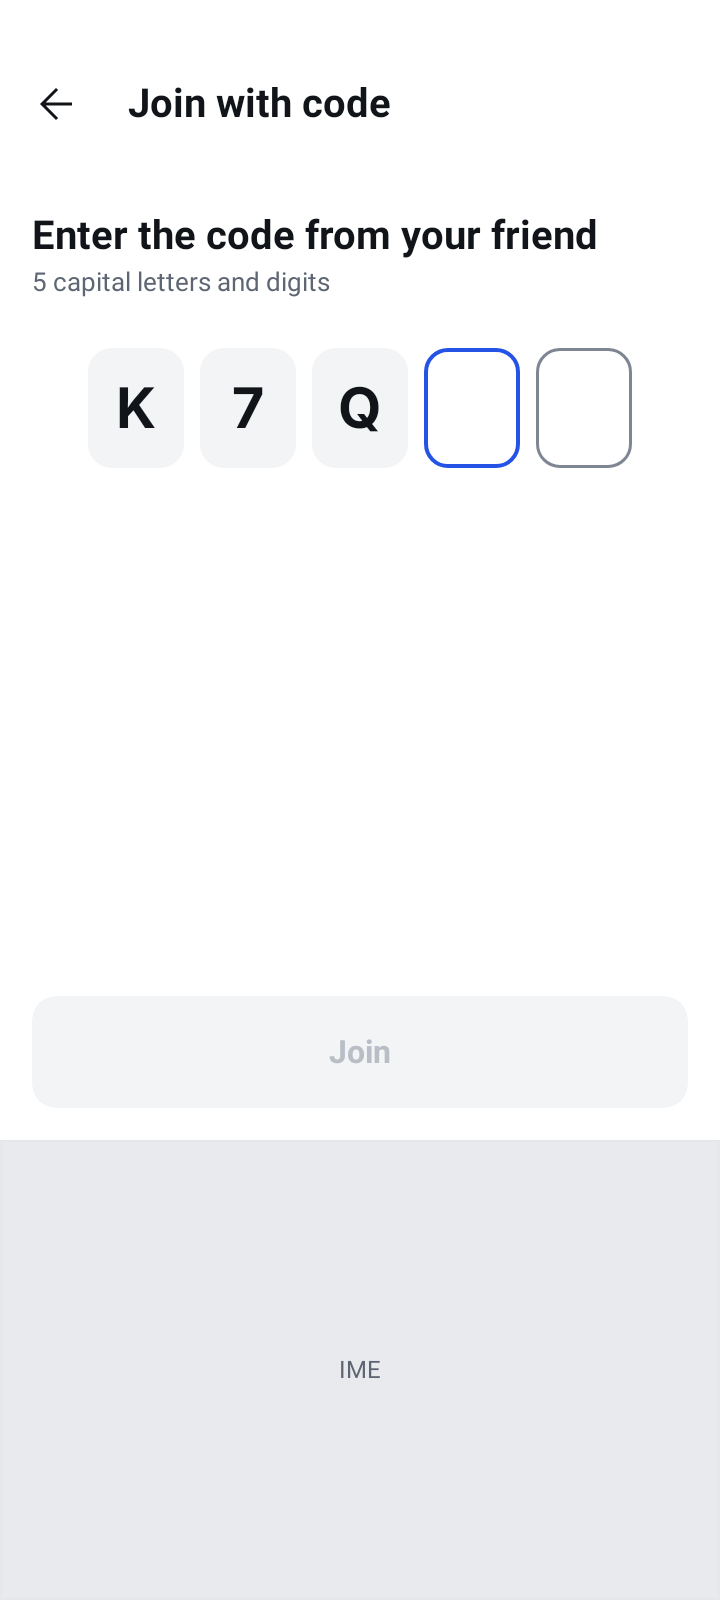 Join with code
Enter the code from your friend
5 capital letters and digits
K 7 Q
Join
IME